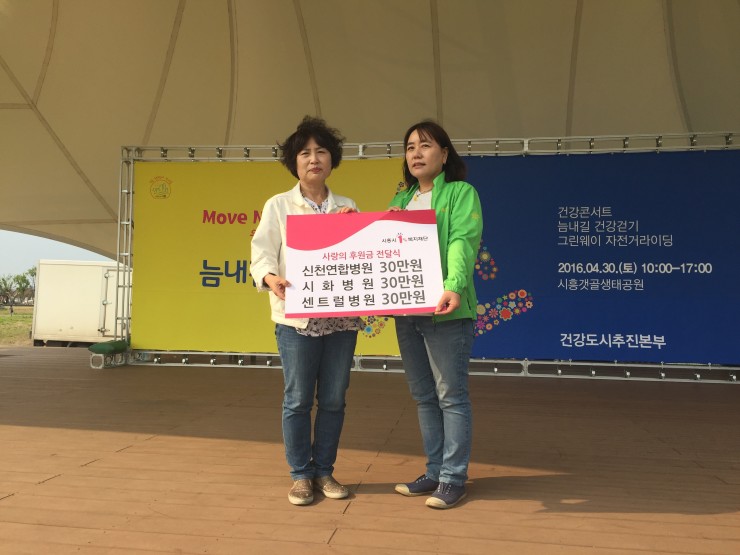 Move N
늠내
건강콘서트
늠내길 건강걷기
그린웨이 자전거라이딩
2016.04.30.(토) 10:00~17:00
시흥갯골생태공원
건강도시추진본부
시흥시 1%복지재단
사랑의 후원금 전달식
신천연합병원 30만원
시화병원 30만원
센트럴병원 30만원